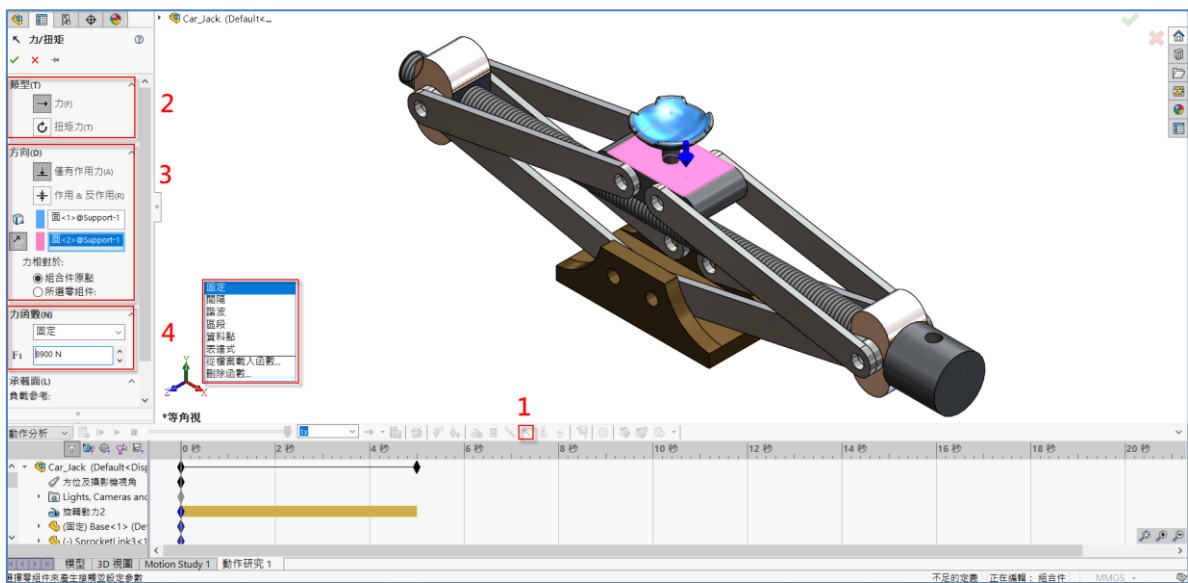 Car_Jack (Default<...
力/扭矩
類型(T)
力(F)
扭矩力(T)
2
方向(D)
僅有作用力(A)
作用 & 反作用(R)
面<1>@Support-1
面<2>@Support-1
力相對於:
組合件原點
所選零組件:
3
力函數(N)
固定
F1 8900 N
4
固定
間隔
諧波
區段
資料點
表達式
從檔案載入函數...
刪除函數...
承載面(L)
負載參考:
Y
Z X
*等角視
1
動作分析
1x
0 秒 2 秒 4 秒 6 秒 8 秒 10 秒 12 秒 14 秒 16 秒 18 秒 20 秒
Car_Jack (Default<Disp
方位及攝影機視角
Lights, Cameras and
旋轉動力2
(固定) Base<1> (De
(-) SprocketLink3<1
模型 3D 視圖 Motion Study 1 動作研究 1
選擇零組件來產生接觸並設定參數
不足的定義 正在編輯: 組合件 MMGS